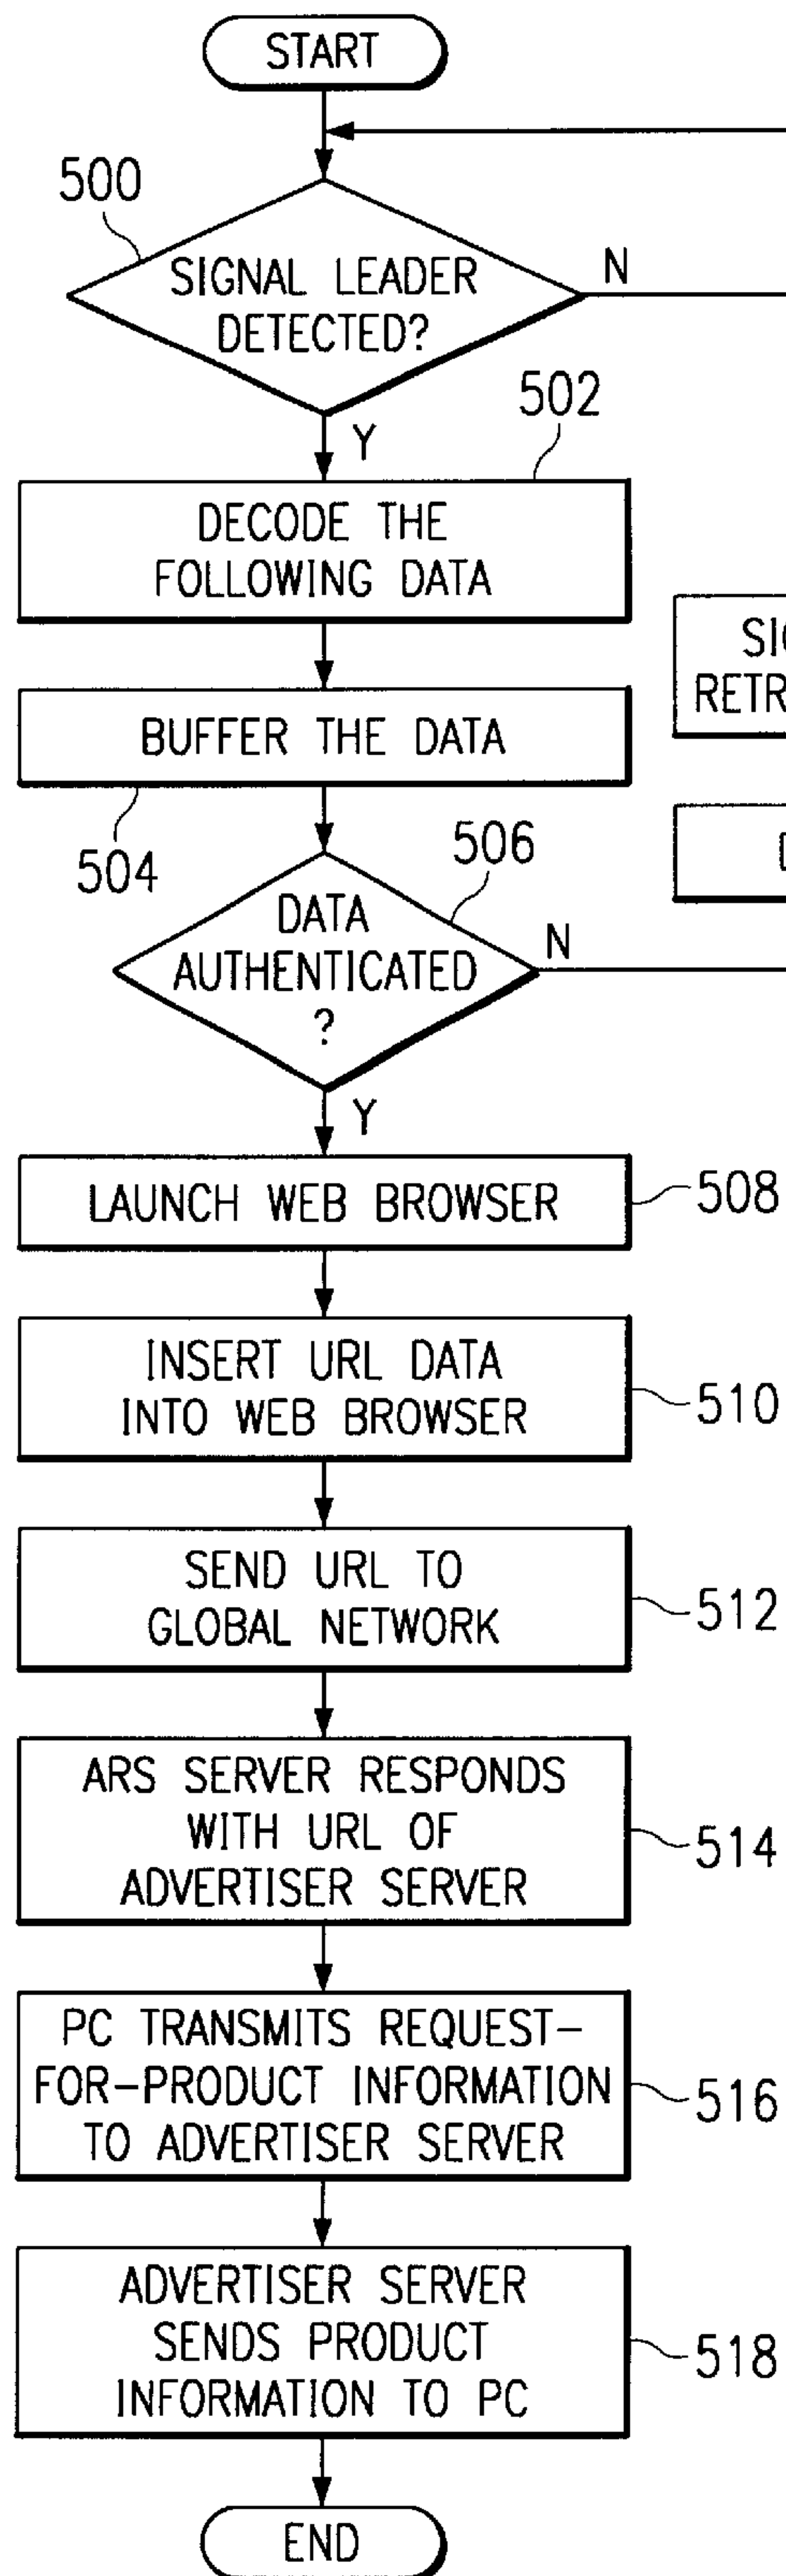 START
500
SIGNAL LEADER
DETECTED?
N
Y
502
DECODE THE
FOLLOWING DATA
BUFFER THE DATA
504
506
DATA
AUTHENTICATED
?
N
Y
LAUNCH WEB BROWSER
508
INSERT URL DATA
INTO WEB BROWSER
510
SEND URL TO
GLOBAL NETWORK
512
ARS SERVER RESPONDS
WITH URL OF
ADVERTISER SERVER
514
PC TRANSMITS REQUEST-
FOR-PRODUCT INFORMATION
TO ADVERTISER SERVER
516
ADVERTISER SERVER
SENDS PRODUCT
INFORMATION TO PC
518
END